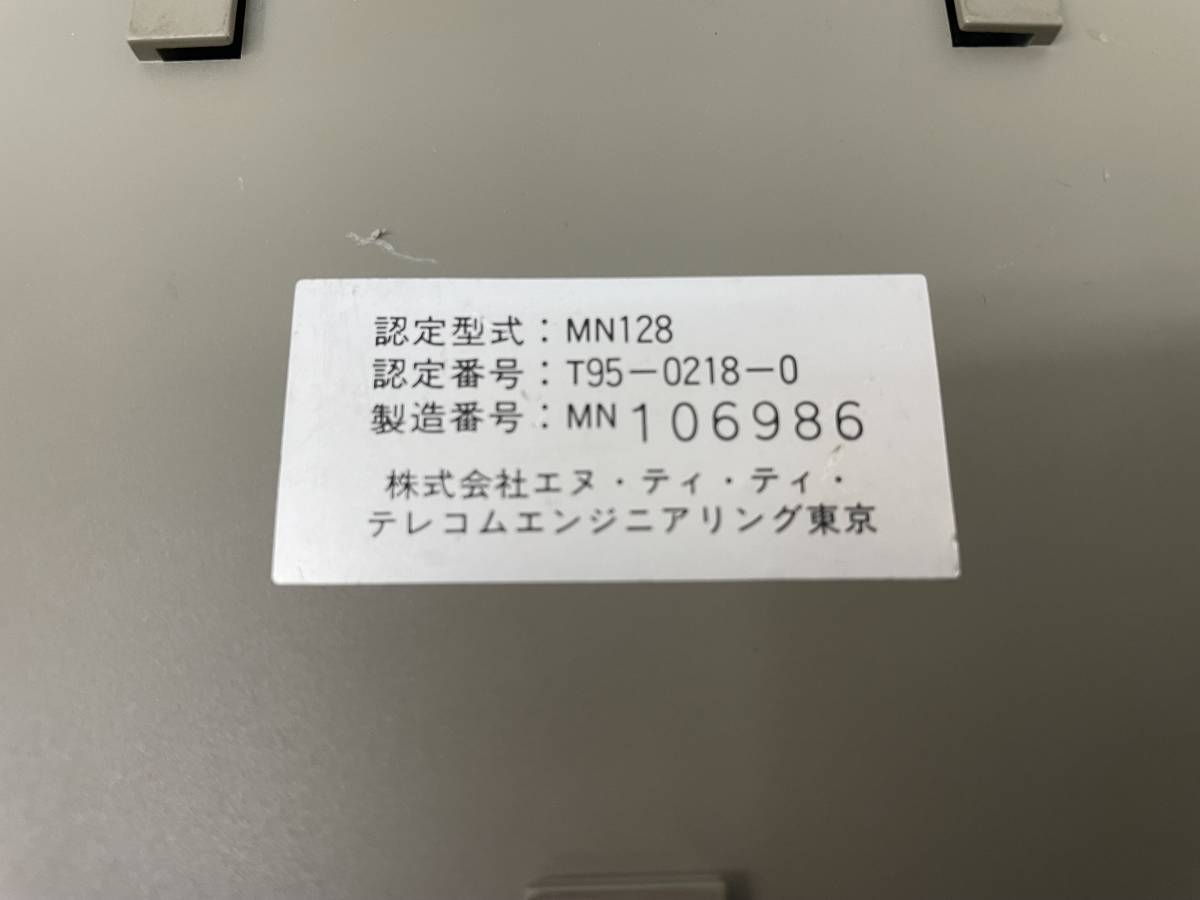 認定型式：MN128
認定番号：T95−0218−0
製造番号：MN106986
株式会社エヌ・ティ・ティ・
テレコムエンジニアリング東京